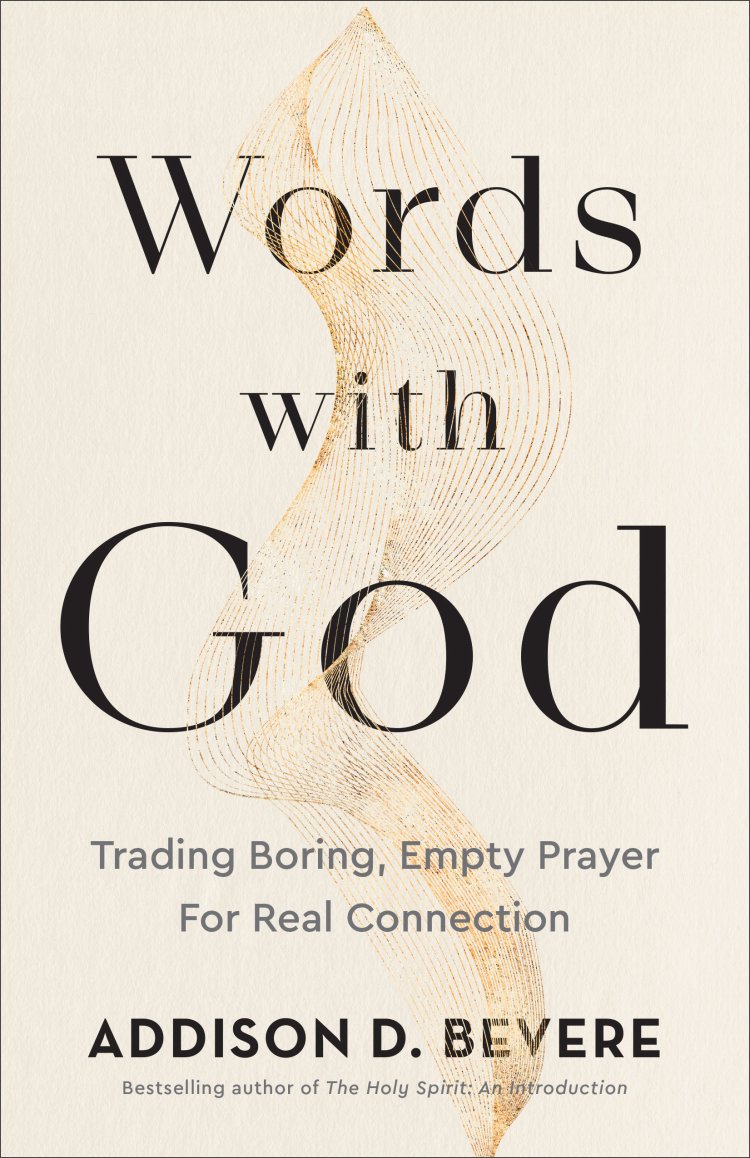 Words
with
God
Trading Boring, Empty Prayer
For Real Connection
ADDISON D. BEVERE
Bestselling author of The Holy Spirit: An Introduction